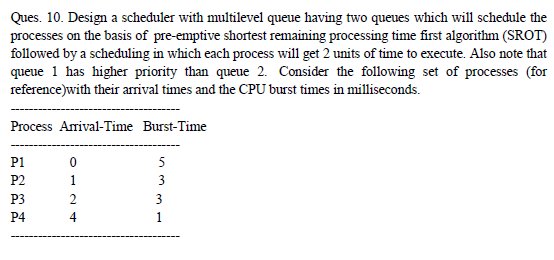 Ques. 10. Design a scheduler with multilevel queue having two queues which will schedule the
processes on the basis of pre-emptive shortest remaining processing time first algorithm (SROT)
followed by a scheduling in which each process will get 2 units of time to execute. Also note that
queue 1 has higher priority than queue 2. Consider the following set of processes (for
reference)with their arrival times and the CPU burst times in milliseconds.
-------------------------------------
Process Arrival-Time Burst-Time
-------------------------------------
P1 0 5
P2 1 3
P3 2 3
P4 4 1
-------------------------------------